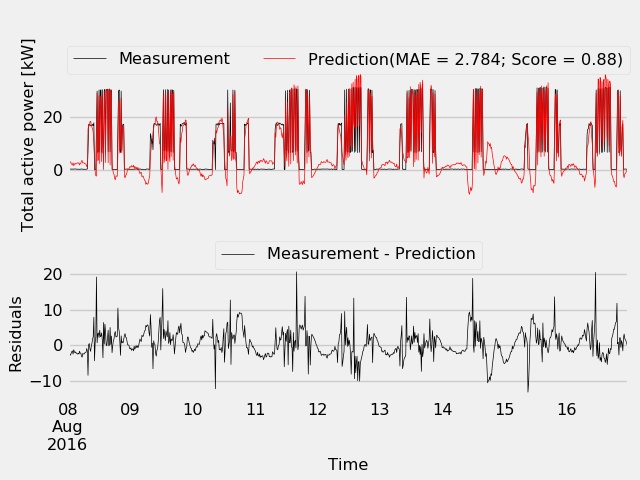 Measurement
Prediction(MAE = 2.784; Score = 0.88)
Total active power [kW]
20
0
Measurement - Prediction
Residuals
20
10
0
−10
08 09 10 11 12 13 14 15 16
Aug
2016
Time